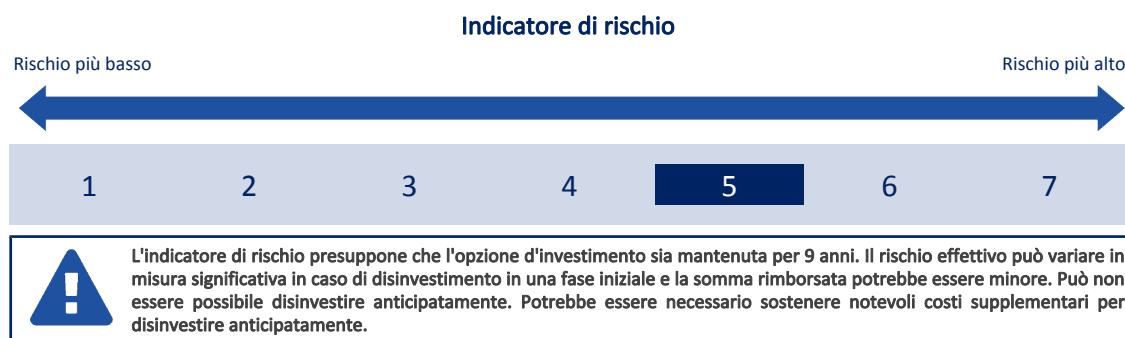 Indicatore di rischio
Rischio più basso
Rischio più alto
1 2 3 4 5 6 7
L'indicatore di rischio presuppone che l'opzione d'investimento sia mantenuta per 9 anni. Il rischio effettivo può variare in
misura significativa in caso di disinvestimento in una fase iniziale e la somma rimborsata potrebbe essere minore. Può non
essere possibile disinvestire anticipatamente. Potrebbe essere necessario sostenere notevoli costi supplementari per
disinvestire anticipatamente.